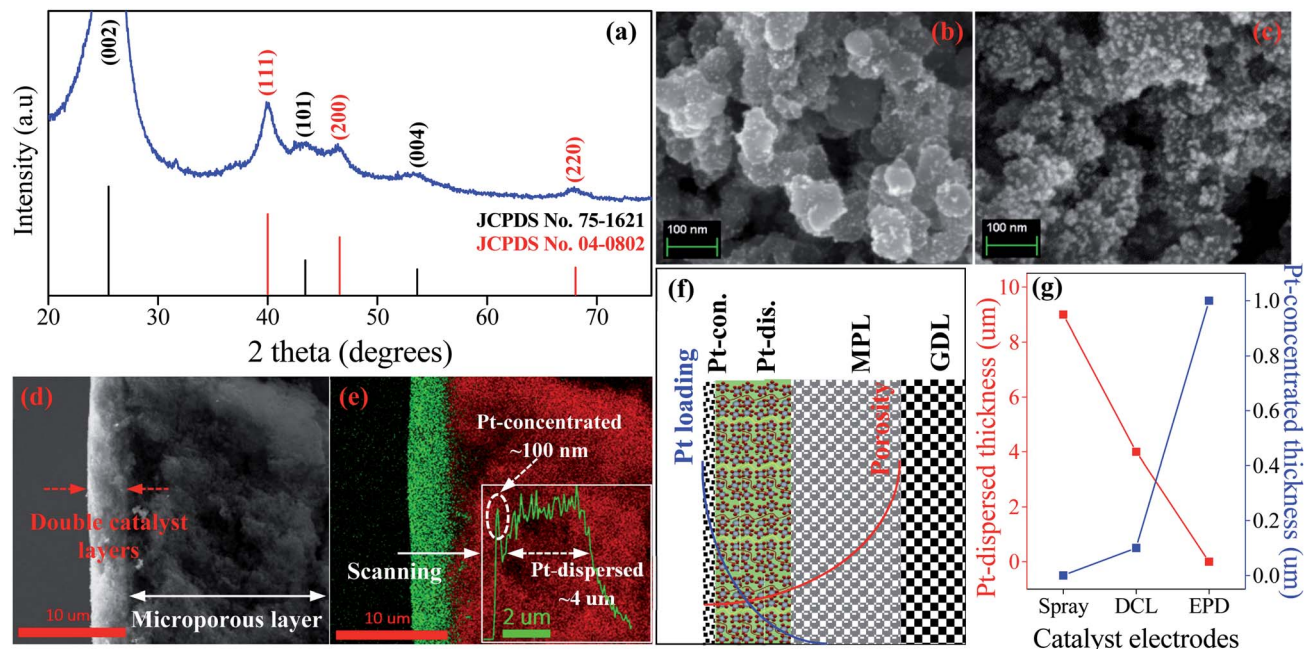 (a)
(002)
(111)
(101)
(200)
(004)
(220)
JCPDS No. 75-1621
JCPDS No. 04-0802
Intensity (a.u)
20 30 40 50 60 70
2 theta (degrees)
(b)
100 nm
(c)
100 nm
(d)
Double catalyst
layers
Microporous layer
10 um
(e)
Pt-concentrated
~100 nm
Scanning
Pt-dispersed
~4 um
2 um
10 um
(f)
Pt loading
Pt-con.
Pt-dis.
MPL
GDL
Porosity
(g)
Pt-dispersed thickness (um)
10
8
6
4
2
0
Pt-concentrated thickness (um)
1.0
0.8
0.6
0.4
0.2
0.0
Spray DCL EPD
Catalyst electrodes